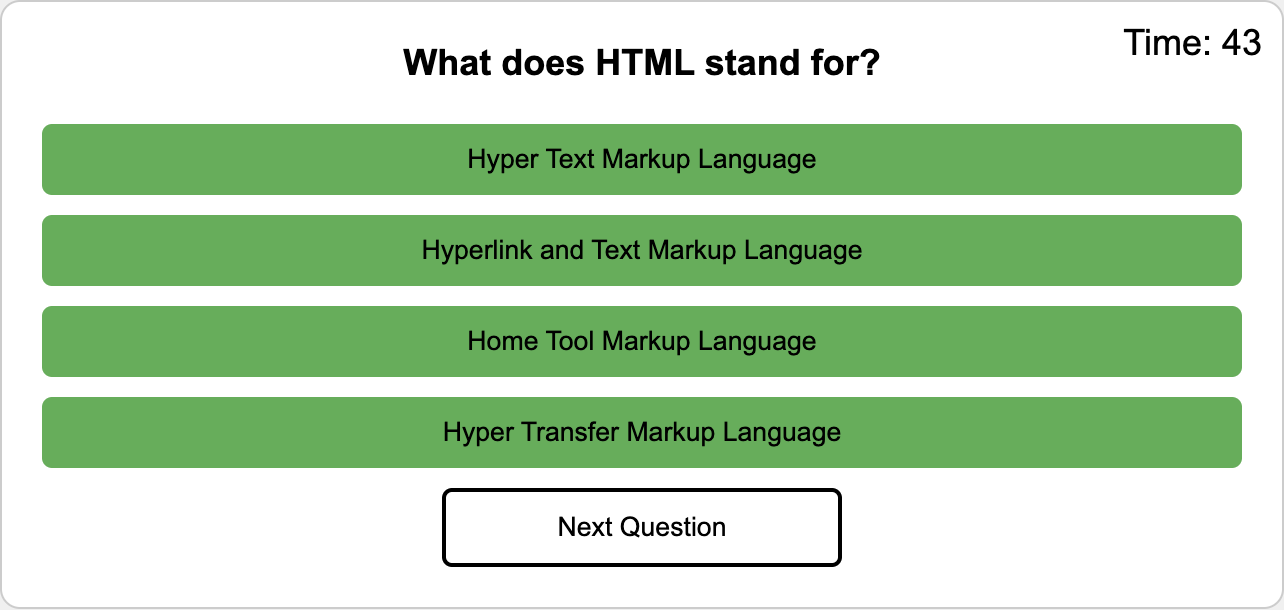 What does HTML stand for?
Time: 43
Hyper Text Markup Language
Hyperlink and Text Markup Language
Home Tool Markup Language
Hyper Transfer Markup Language
Next Question